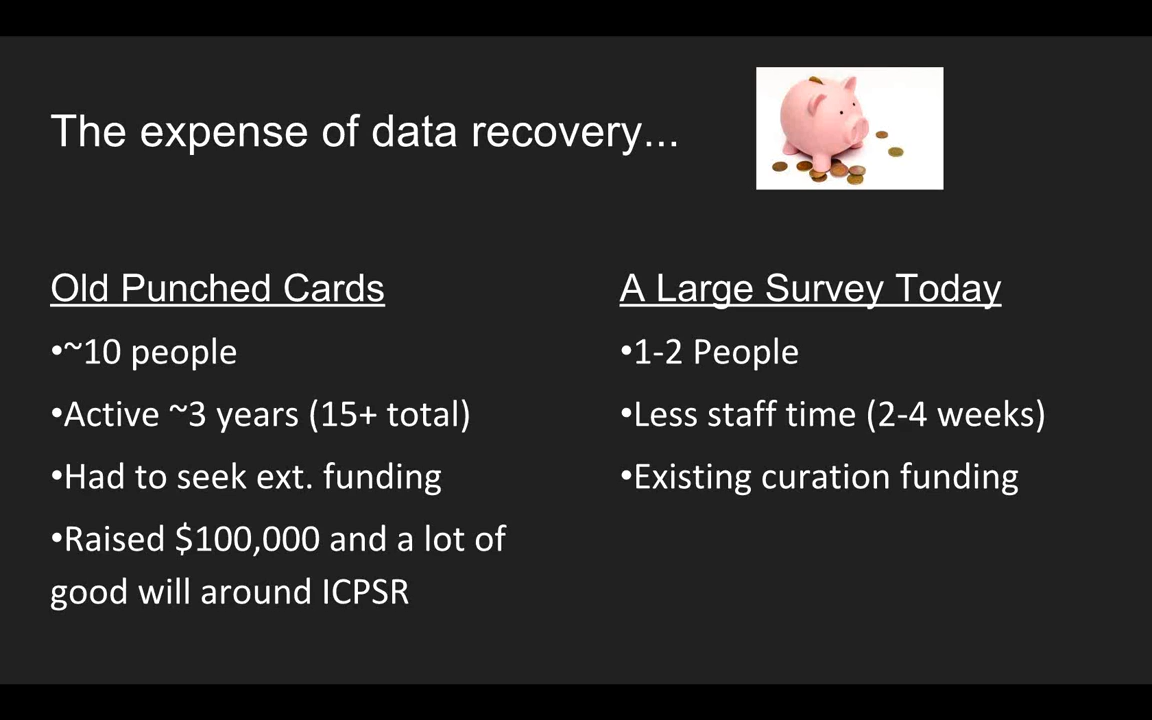 The expense of data recovery...
Old Punched Cards
•~10 people
•Active ~3 years (15+ total)
•Had to seek ext. funding
•Raised $100,000 and a lot of
good will around ICPSR
A Large Survey Today
•1-2 People
•Less staff time (2-4 weeks)
•Existing curation funding